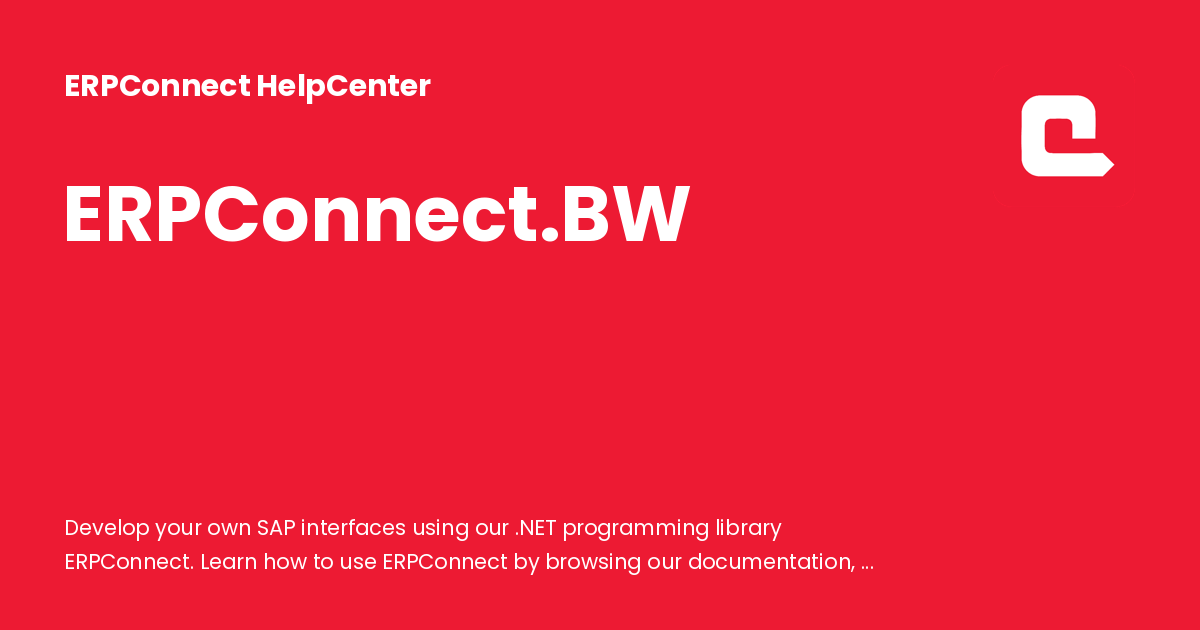 ERPConnect HelpCenter
ERPConnect.BW
Develop your own SAP interfaces using our .NET programming library
ERPConnect. Learn how to use ERPConnect by browsing our documentation, ...